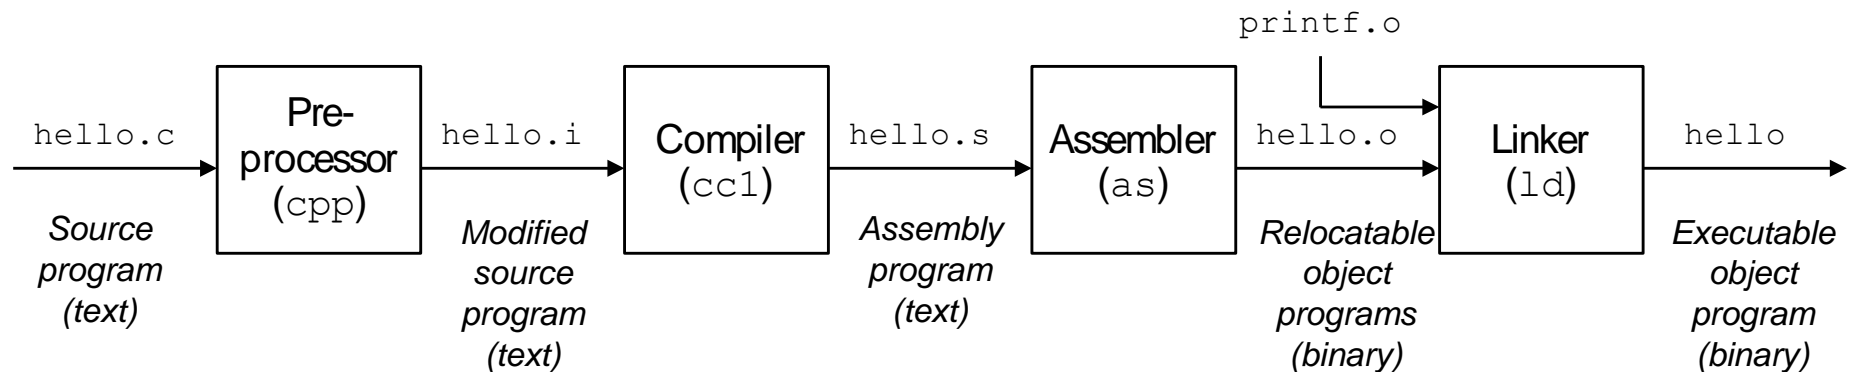 printf.o
hello.c
Pre-
processor
(cpp)
hello.i
Compiler
(cc1)
hello.s
Assembler
(as)
hello.o
Linker
(ld)
hello
Source
program
(text)
Modified
source
program
(text)
Assembly
program
(text)
Relocatable
object
programs
(binary)
Executable
object
program
(binary)